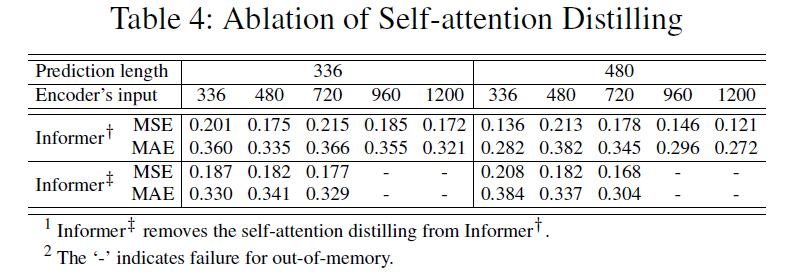 Table 4: Ablation of Self-attention Distilling
Prediction length 336 480
Encoder's input 336 480 720 960 1200 336 480 720 960 1200
Informer† MSE 0.201 0.175 0.215 0.185 0.172 0.136 0.213 0.178 0.146 0.121
MAE 0.360 0.335 0.366 0.355 0.321 0.282 0.382 0.345 0.296 0.272
Informer‡ MSE 0.187 0.182 0.177 - - 0.208 0.182 0.168 - -
MAE 0.330 0.341 0.329 - - 0.384 0.337 0.304 - -
1 Informer‡ removes the self-attention distilling from Informer†.
2 The ‘-’ indicates failure for out-of-memory.